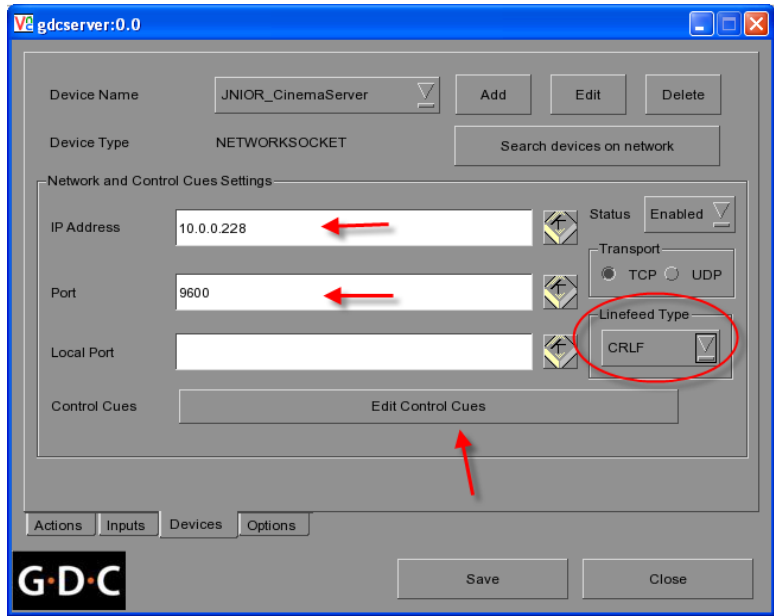 gdcserver:0.0
Device Name JNIOR_CinemaServer Add Edit Delete
Device Type NETWORKSOCKET Search devices on network
Network and Control Cues Settings
IP Address 10.0.0.228 Status Enabled
Transport
TCP UDP
Port 9600
Linefeed Type
CRLF
Local Port
Control Cues Edit Control Cues
Actions Inputs Devices Options
G·D·C Save Close